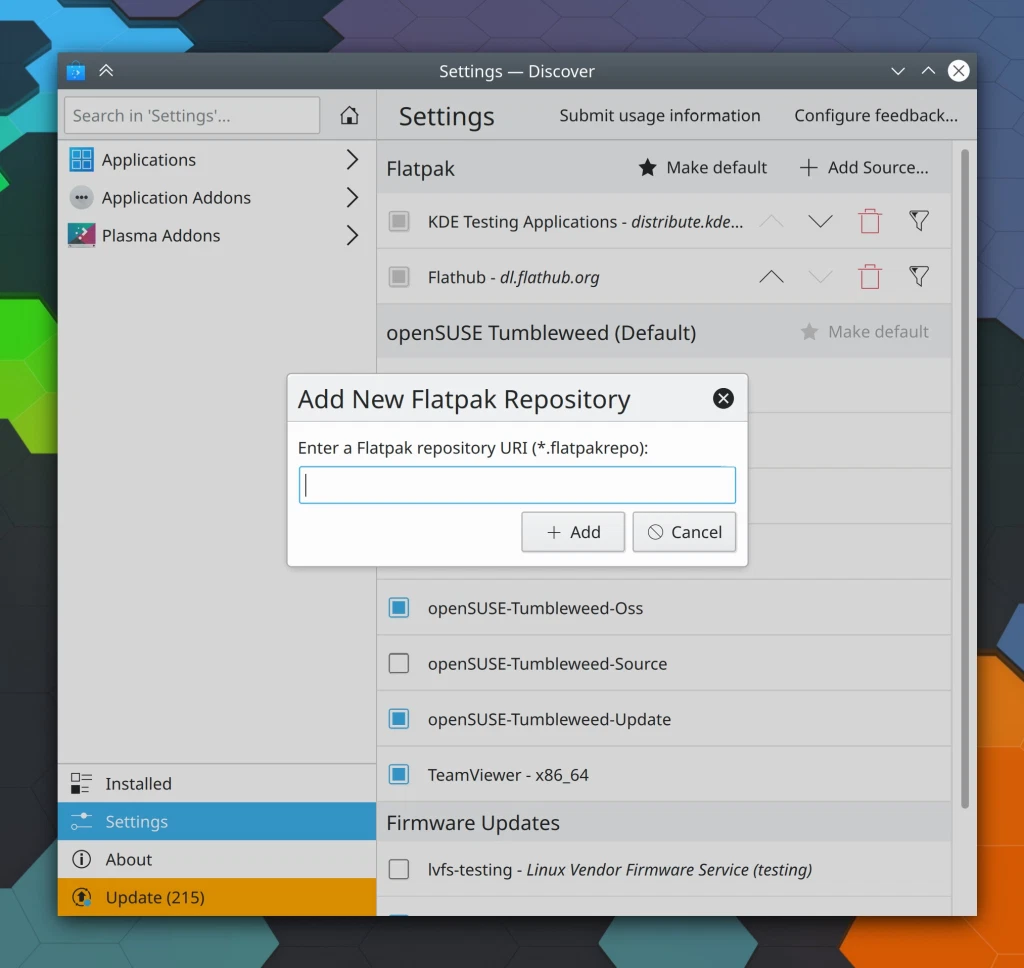 Settings — Discover
Search in 'Settings'...
Settings
Submit usage information
Configure feedback...
Applications
Application Addons
Plasma Addons
Flatpak
Make default
Add Source...
KDE Testing Applications - distribute.kde...
Flathub - dl.flathub.org
openSUSE Tumbleweed (Default)
Make default
Add New Flatpak Repository
Enter a Flatpak repository URI (*.flatpakrepo):
Add
Cancel
openSUSE-Tumbleweed-Oss
openSUSE-Tumbleweed-Source
openSUSE-Tumbleweed-Update
TeamViewer - x86_64
Firmware Updates
lvfs-testing - Linux Vendor Firmware Service (testing)
Installed
Settings
About
Update (215)